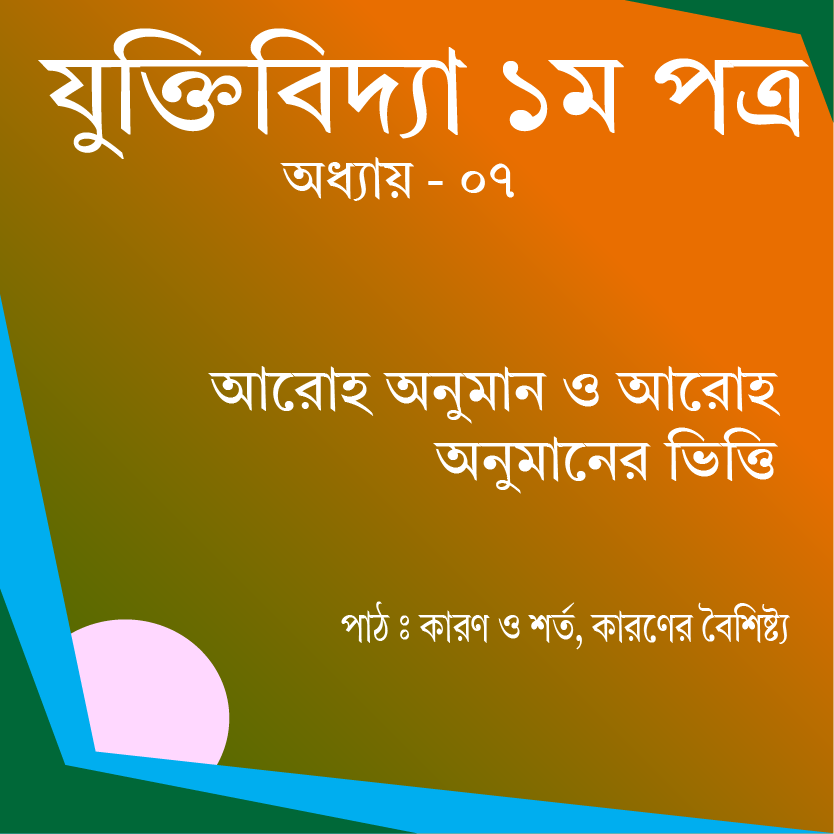 যুক্তিবিদ্যা ১ম পত্র
অধ্যায় - ০৭
আরোহ অনুমান ও আরোহ
অনুমানের ভিত্তি
পাঠ ঃ কারণ ও শর্ত, কারণের বৈশিষ্ট্য